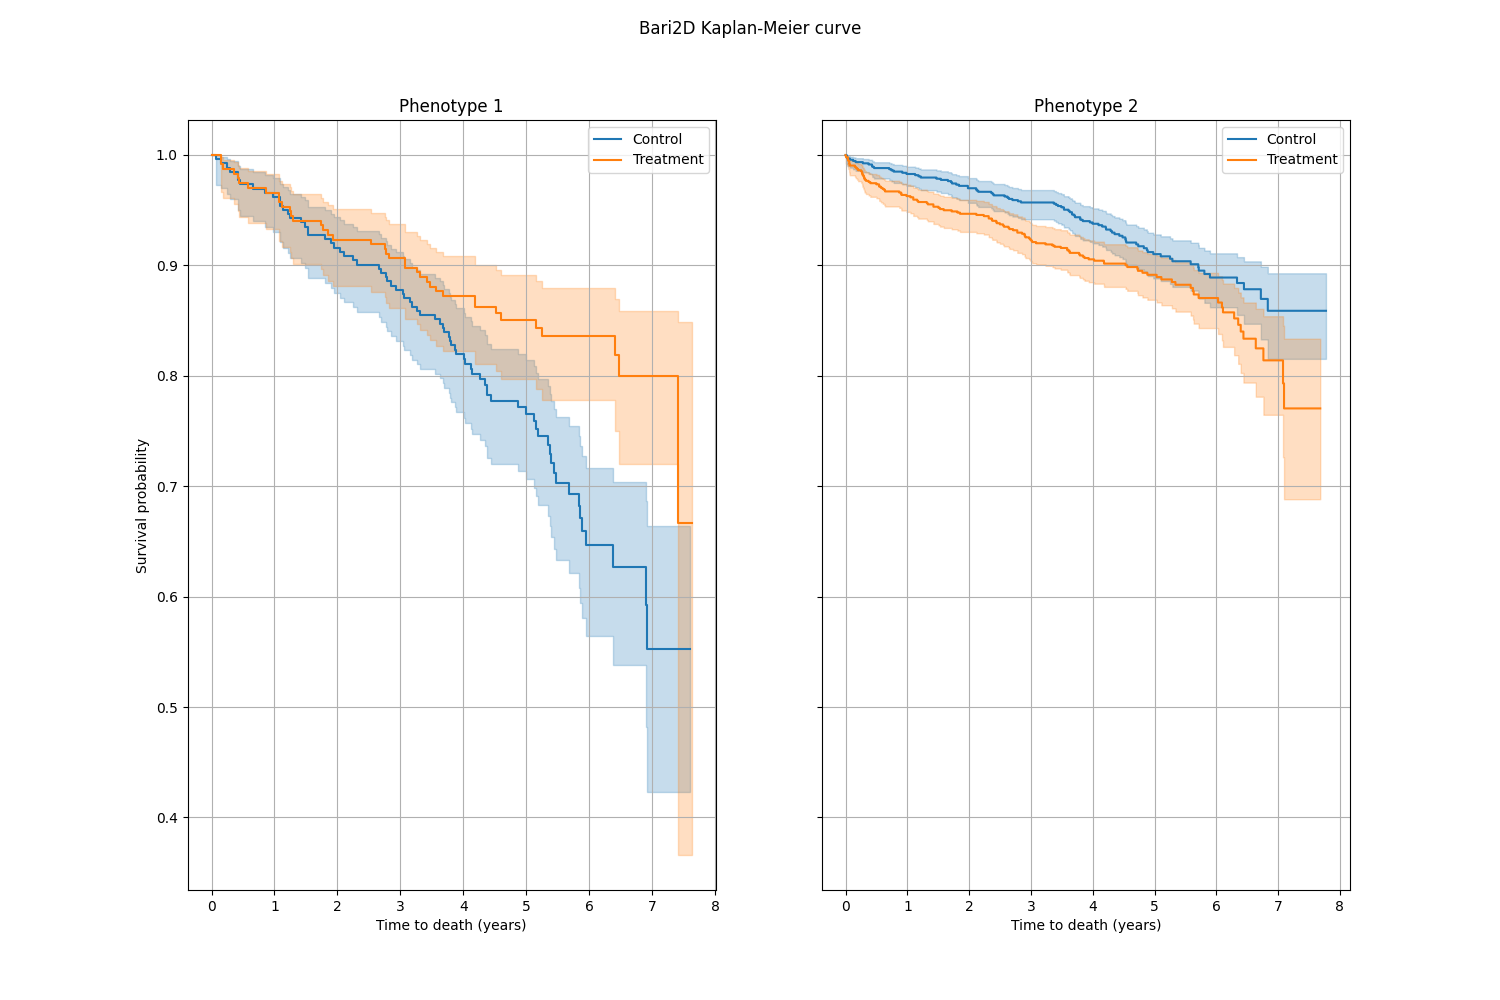 Bari2D Kaplan-Meier curve
Phenotype 1
Control
Treatment
Survival probability
1.0
0.9
0.8
0.7
0.6
0.5
0.4
0 1 2 3 4 5 6 7 8
Time to death (years)
Phenotype 2
Control
Treatment
0 1 2 3 4 5 6 7 8
Time to death (years)